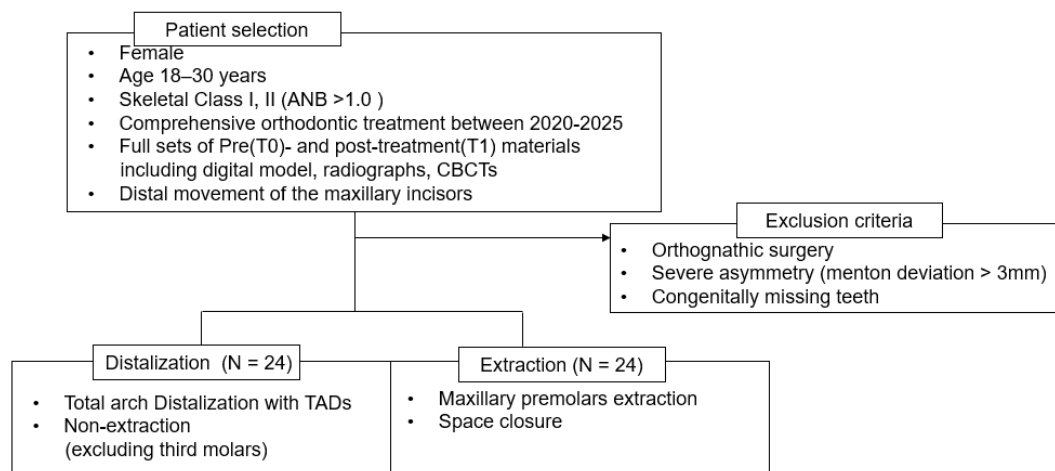 Patient selection
• Female
• Age 18–30 years
• Skeletal Class I, II (ANB >1.0 )
• Comprehensive orthodontic treatment between 2020-2025
• Full sets of Pre(T0)- and post-treatment(T1) materials
including digital model, radiographs, CBCTs
• Distal movement of the maxillary incisors
Exclusion criteria
• Orthognathic surgery
• Severe asymmetry (menton deviation > 3mm)
• Congenitally missing teeth
Distalization (N = 24)
• Total arch Distalization with TADs
• Non-extraction
(excluding third molars)
Extraction (N = 24)
• Maxillary premolars extraction
• Space closure